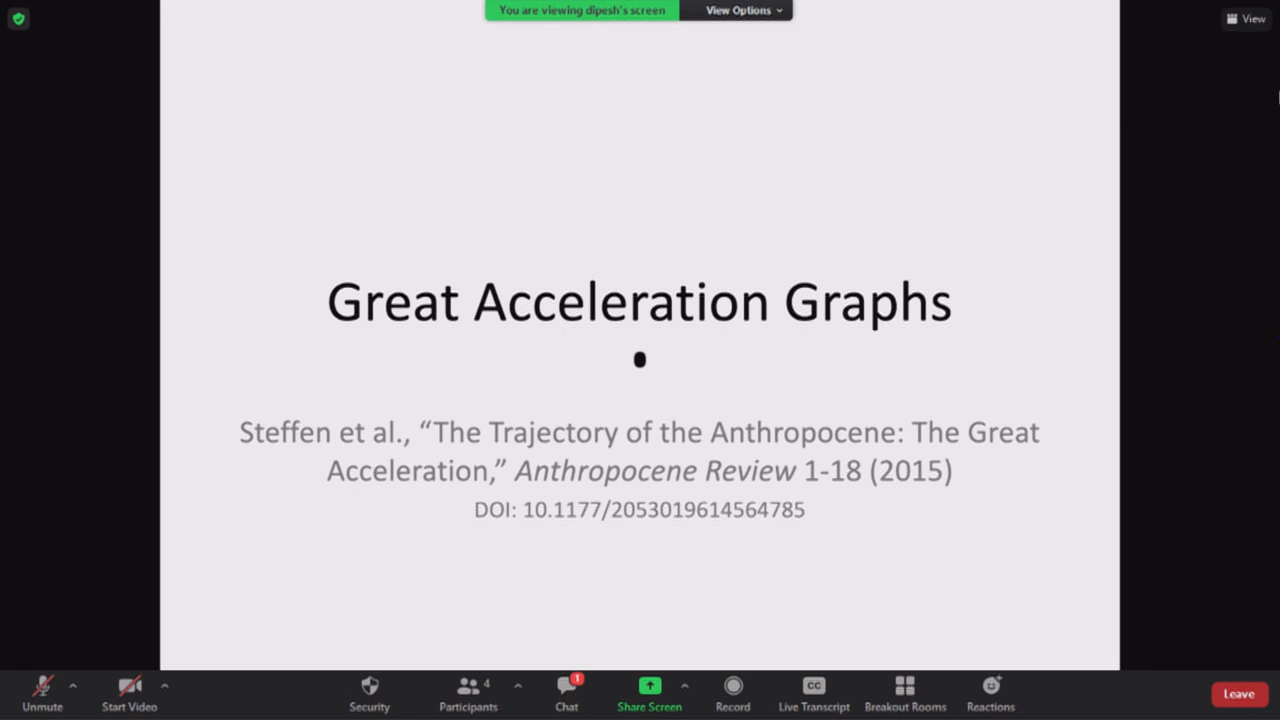 You are viewing dipesh's screen
View Options
View
Great Acceleration Graphs
Steffen et al., “The Trajectory of the Anthropocene: The Great
Acceleration,” Anthropocene Review 1-18 (2015)
DOI: 10.1177/2053019614564785
Unmute
Start Video
Security
4
Participants
1
Chat
Share Screen
Record
CC
Live Transcript
Breakout Rooms
Reactions
Leave